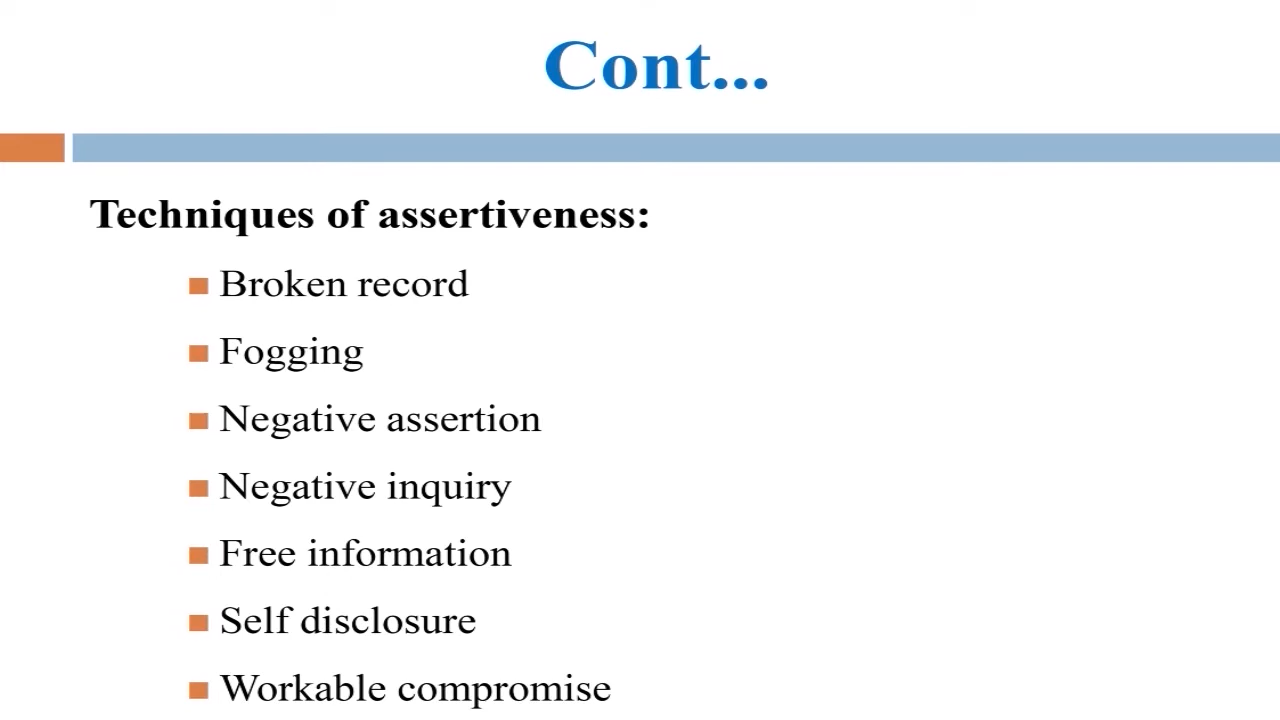 Cont...
Techniques of assertiveness:
Broken record
Fogging
Negative assertion
Negative inquiry
Free information
Self disclosure
Workable compromise